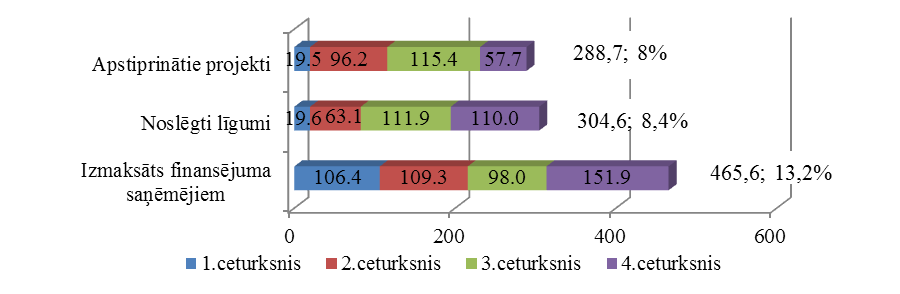 Apstiprinātie projekti
19.5 96.2 115.4 57.7
288,7; 8%
Noslēgti līgumi
19.6 63.1 111.9 110.0
304,6; 8,4%
Izmaksāts finansējuma
saņēmējiem
106.4 109.3 98.0 151.9
465,6; 13,2%
0 200 400 600
1.ceturksnis 2.ceturksnis 3.ceturksnis 4.ceturksnis